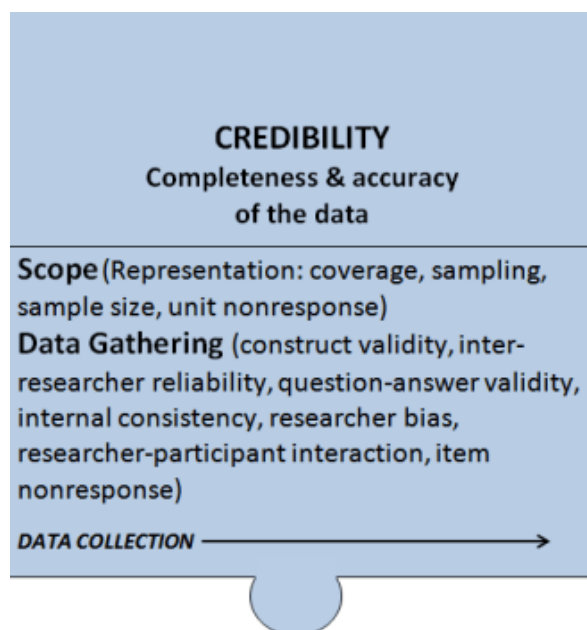 CREDIBILITY
Completeness & accuracy
of the data
Scope (Representation: coverage, sampling,
sample size, unit nonresponse)
Data Gathering (construct validity, inter-
researcher reliability, question-answer validity,
internal consistency, researcher bias,
researcher-participant interaction, item
nonresponse)
DATA COLLECTION